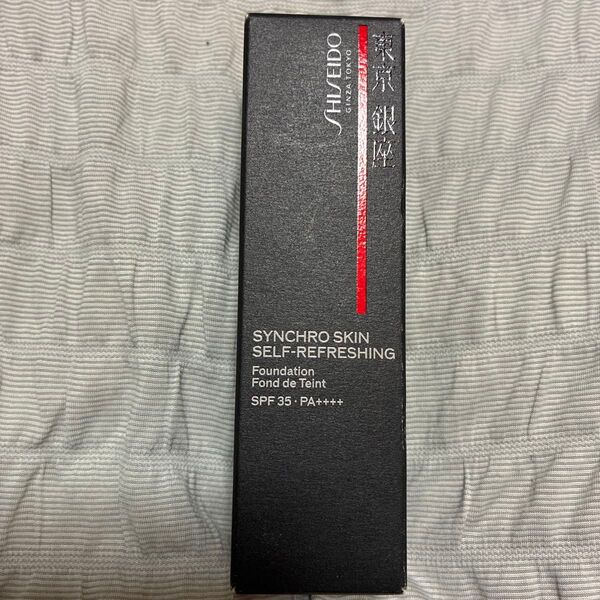 SHISEIDO
GINZA TOKYO
東京 銀座
SYNCHRO SKIN
SELF-REFRESHING
Foundation
Fond de Teint
SPF 35・PA++++